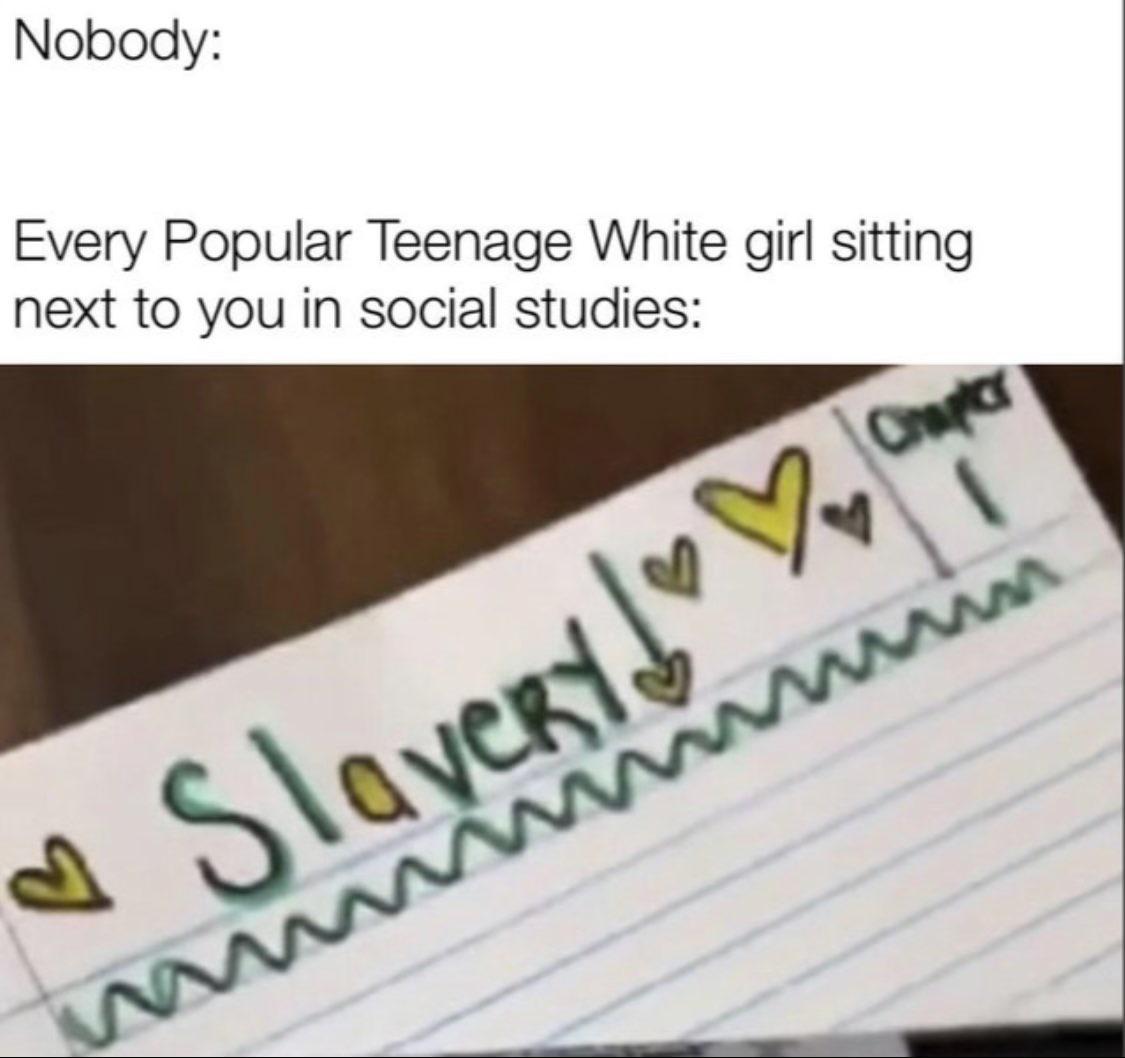 Nobody:
Every Popular Teenage White girl sitting
next to you in social studies:
Chapter
1
SlaveRY!